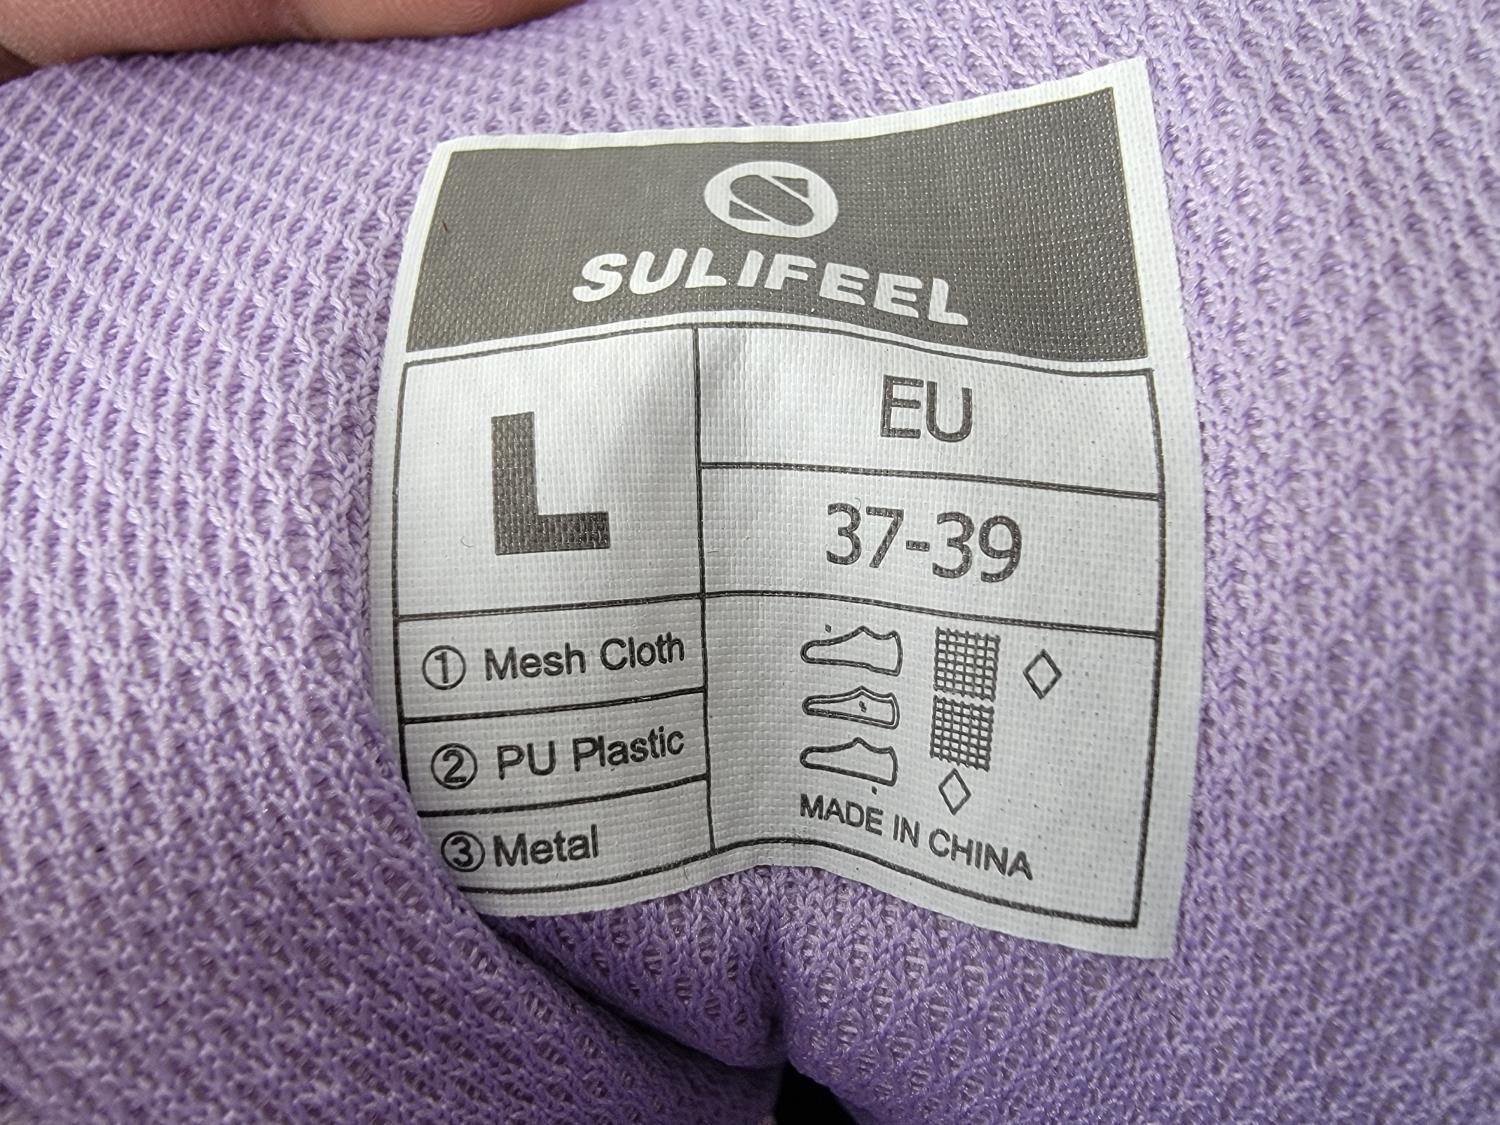 SULIFEEL
L
EU
37-39
① Mesh Cloth
② PU Plastic
③ Metal
MADE IN CHINA